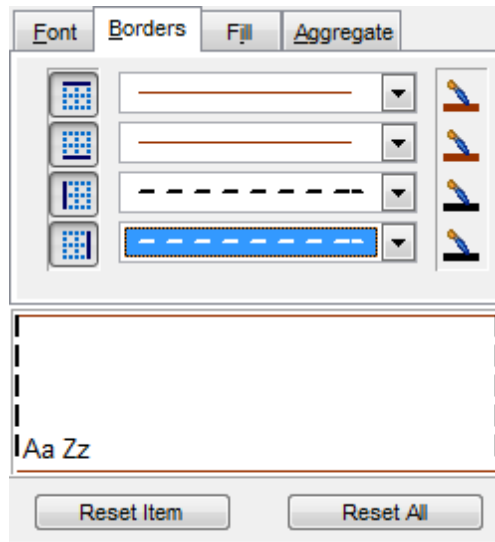 Font Borders Fill Aggregate
Aa Zz
Reset Item Reset All